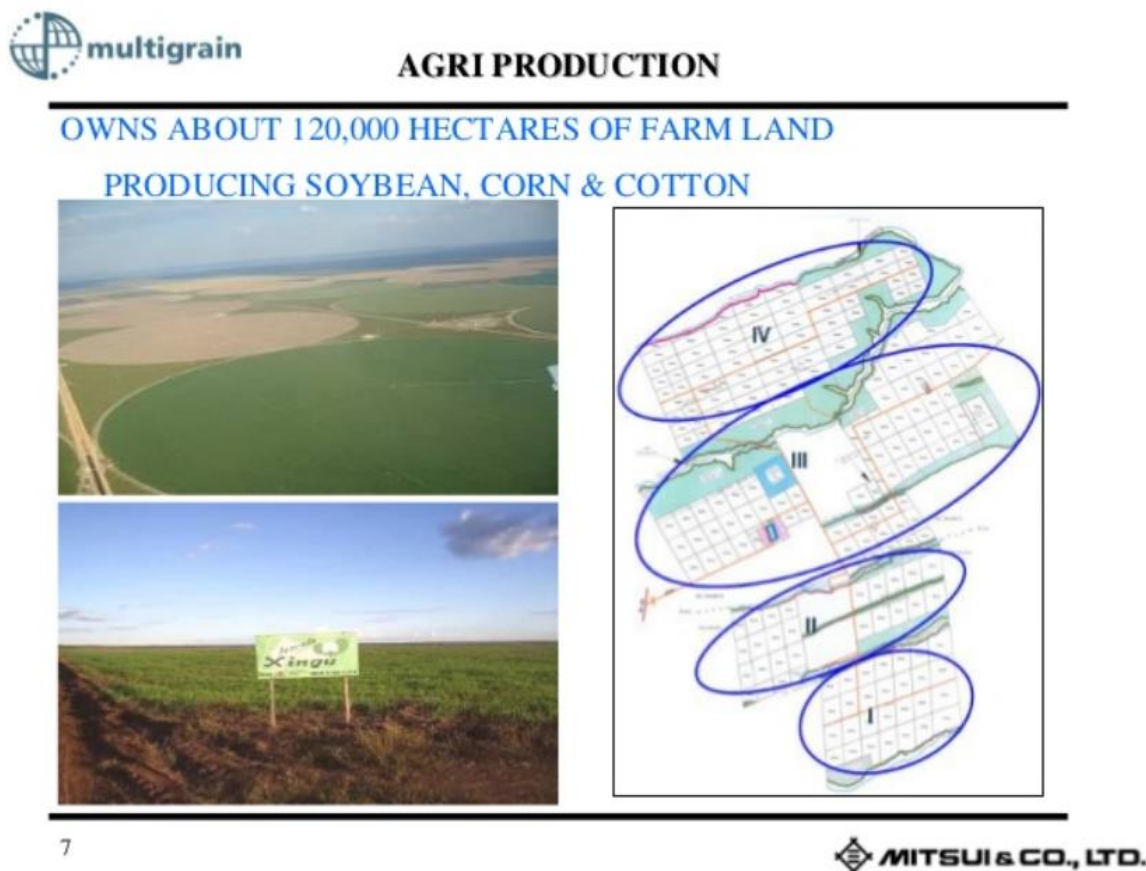 multigrain
AGRI PRODUCTION
OWNS ABOUT 120,000 HECTARES OF FARM LAND
PRODUCING SOYBEAN, CORN & COTTON
IV
III
II
I
Xingu
7
MITSUI & CO., LTD.